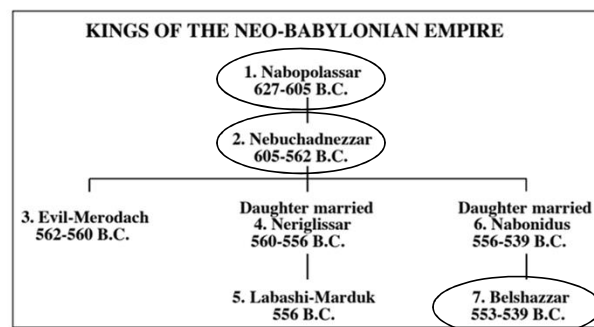 KINGS OF THE NEO-BABYLONIAN EMPIRE
1. Nabopolassar
627-605 B.C.
2. Nebuchadnezzar
605-562 B.C.
3. Evil-Merodach
562-560 B.C.
Daughter married
4. Neriglissar
560-556 B.C.
Daughter married
6. Nabonidus
556-539 B.C.
5. Labashi-Marduk
556 B.C.
7. Belshazzar
553-539 B.C.